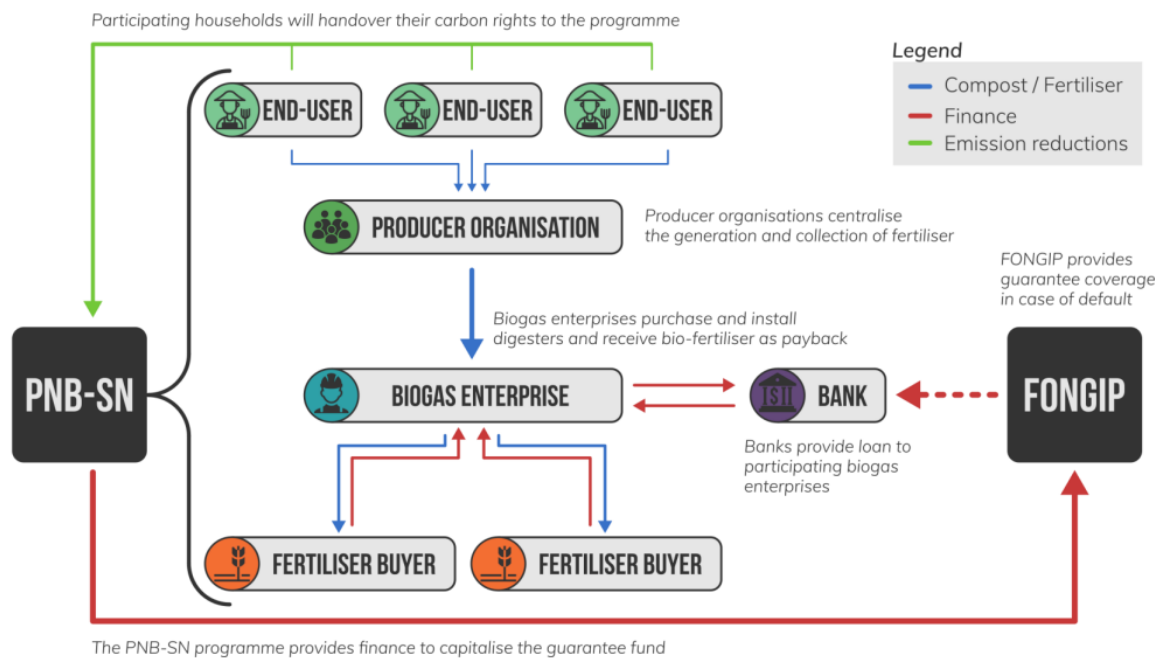 Participating households will handover their carbon rights to the programme
Legend
Compost / Fertiliser
Finance
Emission reductions
END-USER
END-USER
END-USER
PRODUCER ORGANISATION
Producer organisations centralise
the generation and collection of fertiliser
FONGIP provides
guarantee coverage
in case of default
Biogas enterprises purchase and install
digesters and receive bio-fertiliser as payback
PNB-SN
BIOGAS ENTERPRISE
$
BANK
FONGIP
Banks provide loan to
participating biogas
enterprises
FERTILISER BUYER
FERTILISER BUYER
The PNB-SN programme provides finance to capitalise the guarantee fund